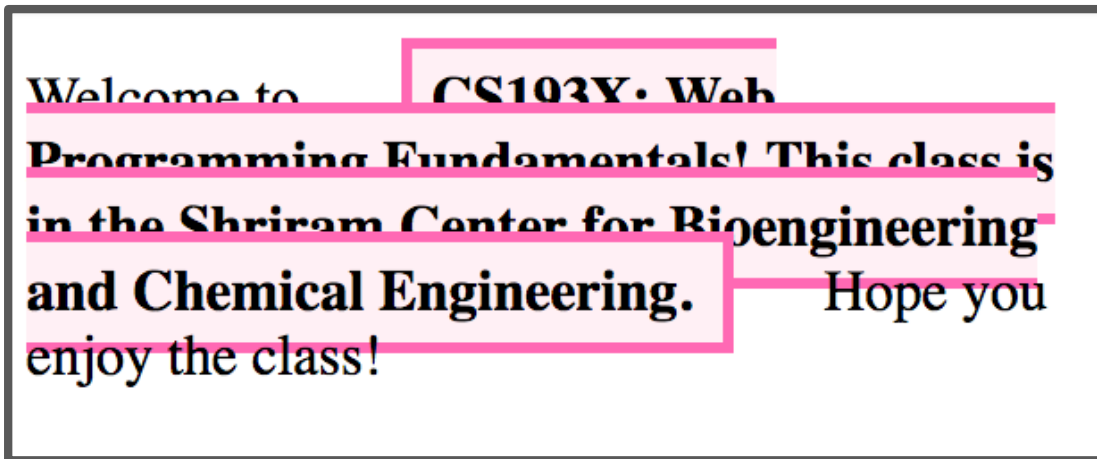 Welcome to CS193X: Web
Programming Fundamentals! This class is
in the Shriram Center for Bioengineering
and Chemical Engineering. Hope you
enjoy the class!